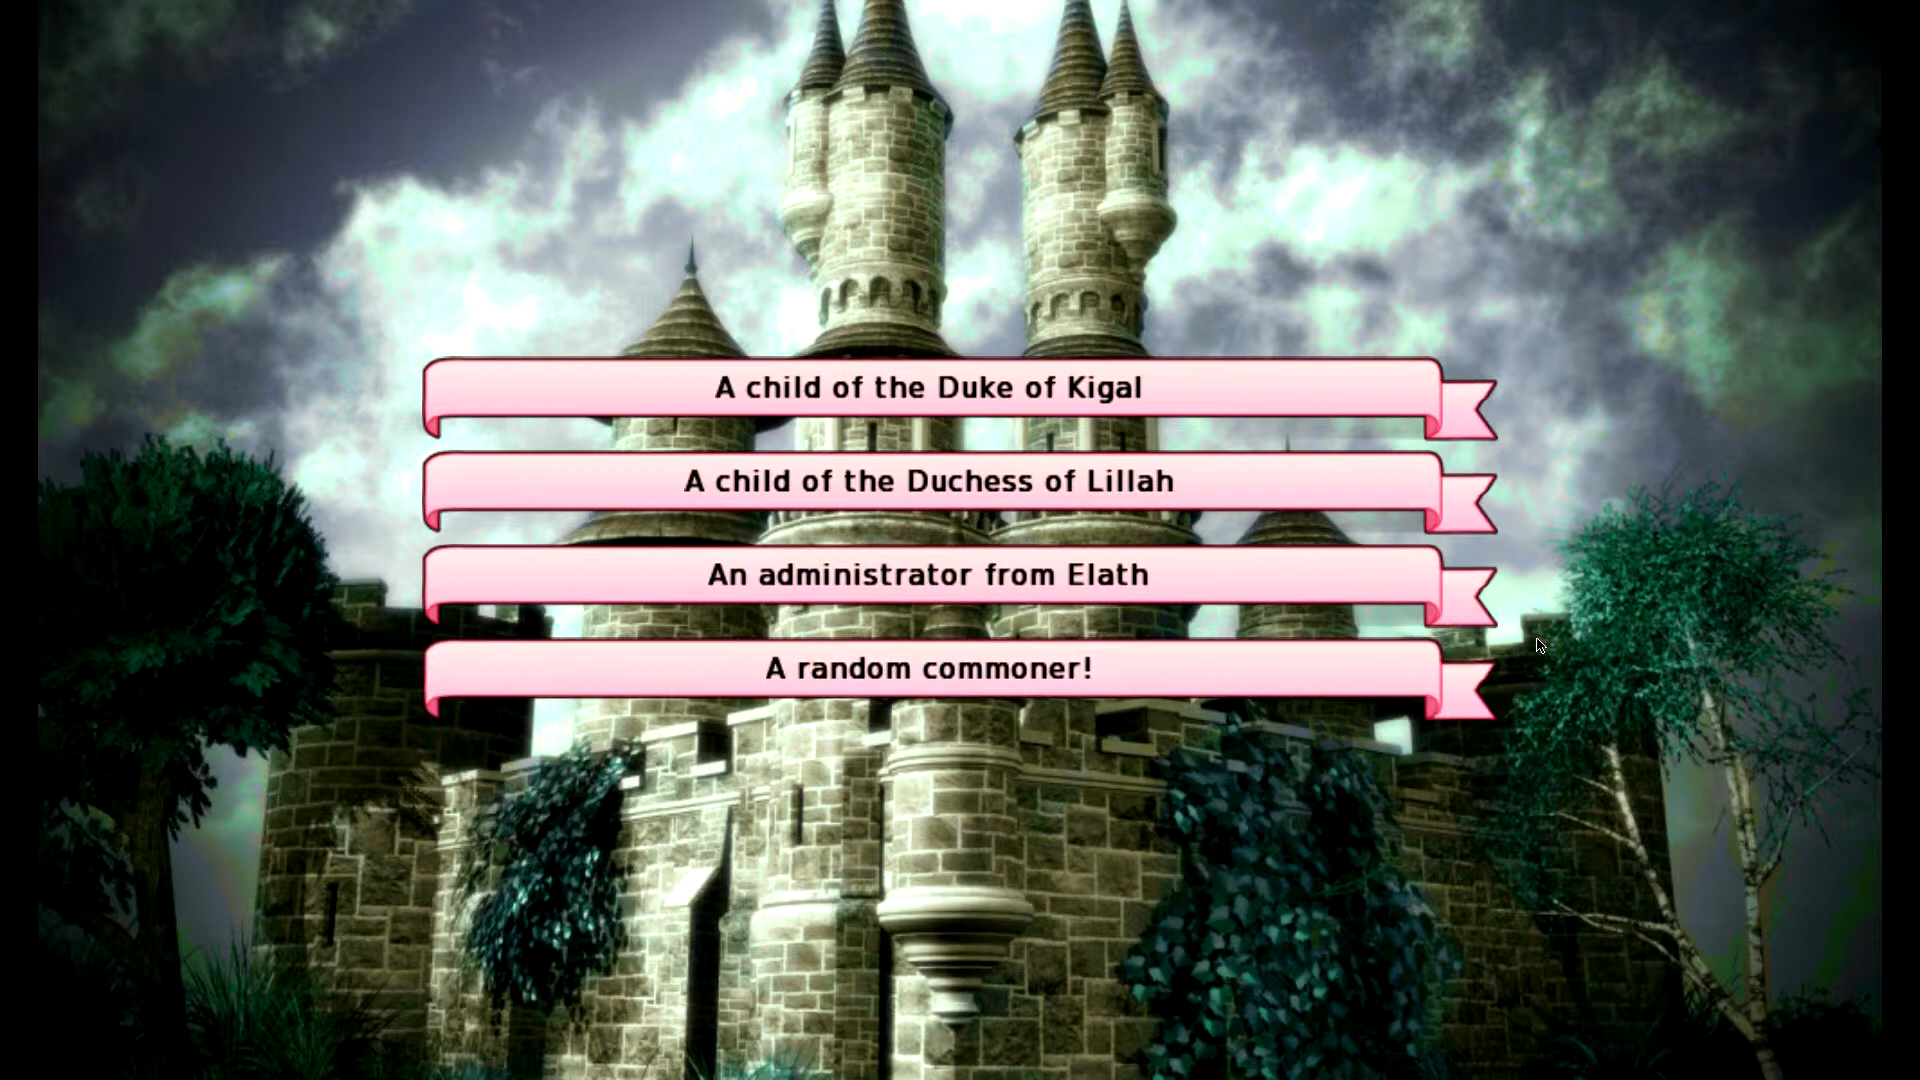 A child of the Duke of Kigal
A child of the Duchess of Lillah
An administrator from Elath
A random commoner!